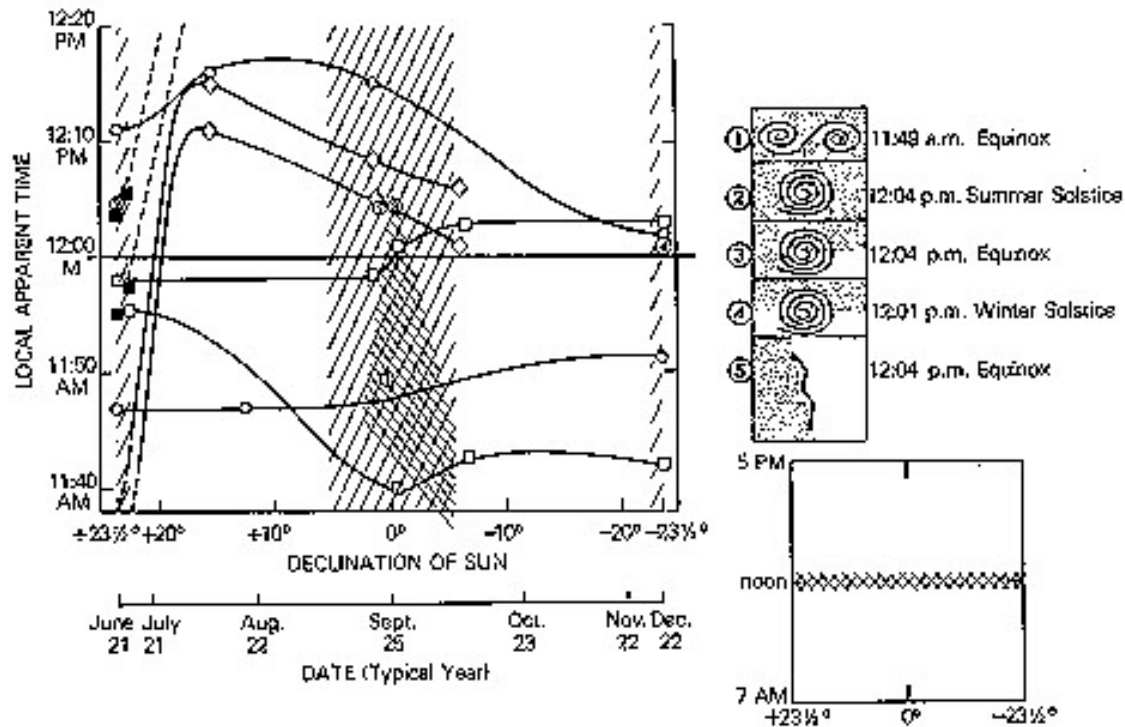 12:20
PM
12:10
PM
12:00
M
11:50
AM
11:40
AM
LOCAL APPARENT TIME
+23½° +20° +10° 0° -10° -20° -23½°
DECLINATION OF SUN
June July Aug. Sept. Oct. Nov. Dec.
21 21 22 25 23 22 22
DATE (Typical Year)
1 11:49 a.m. Equinox
2 12:04 p.m. Summer Solstice
3 12:04 p.m. Equinox
4 12:01 p.m. Winter Solstice
5 12:04 p.m. Equinox
5 PM
noon
7 AM
+23½° 0° -23½°